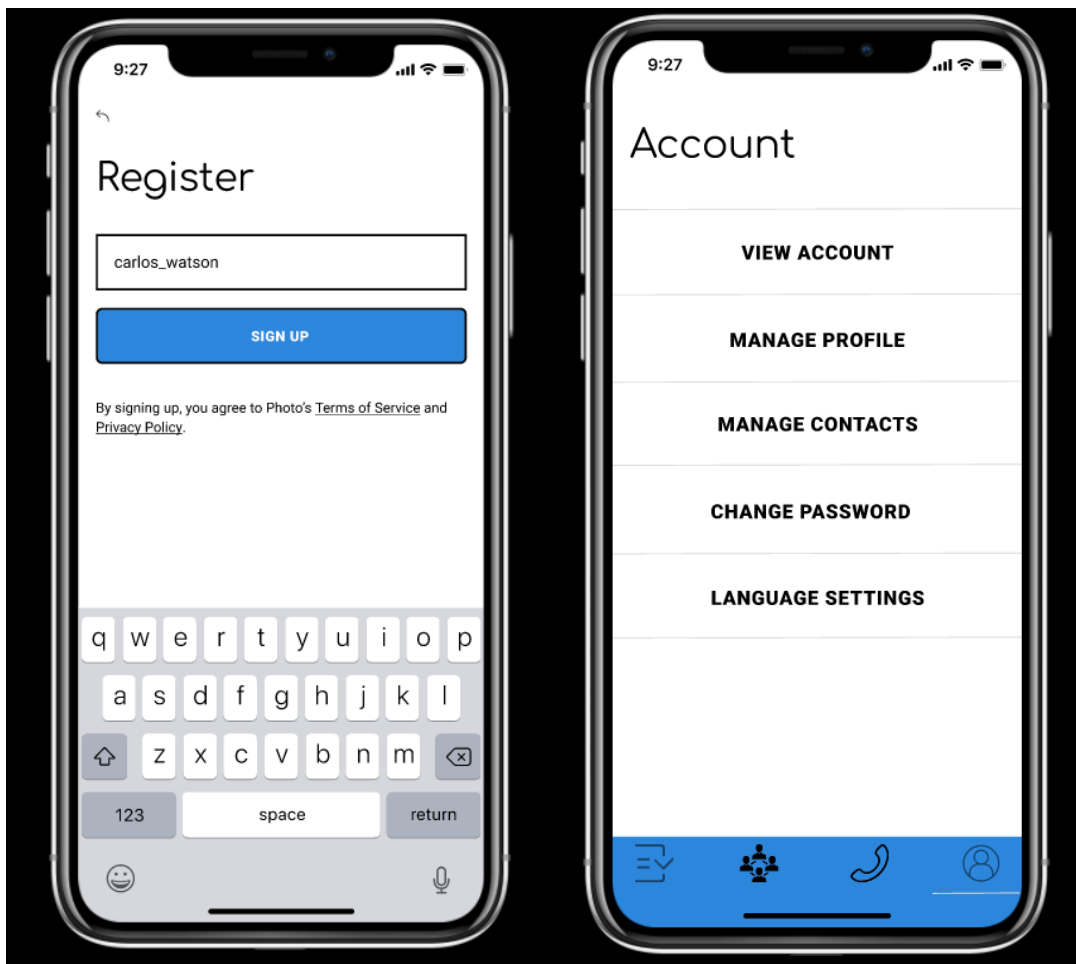 9:27
Register
carlos_watson
SIGN UP
By signing up, you agree to Photo's Terms of Service and
Privacy Policy.
q w e r t y u i o p
a s d f g h j k l
z x c v b n m
123 space return
9:27
Account
VIEW ACCOUNT
MANAGE PROFILE
MANAGE CONTACTS
CHANGE PASSWORD
LANGUAGE SETTINGS